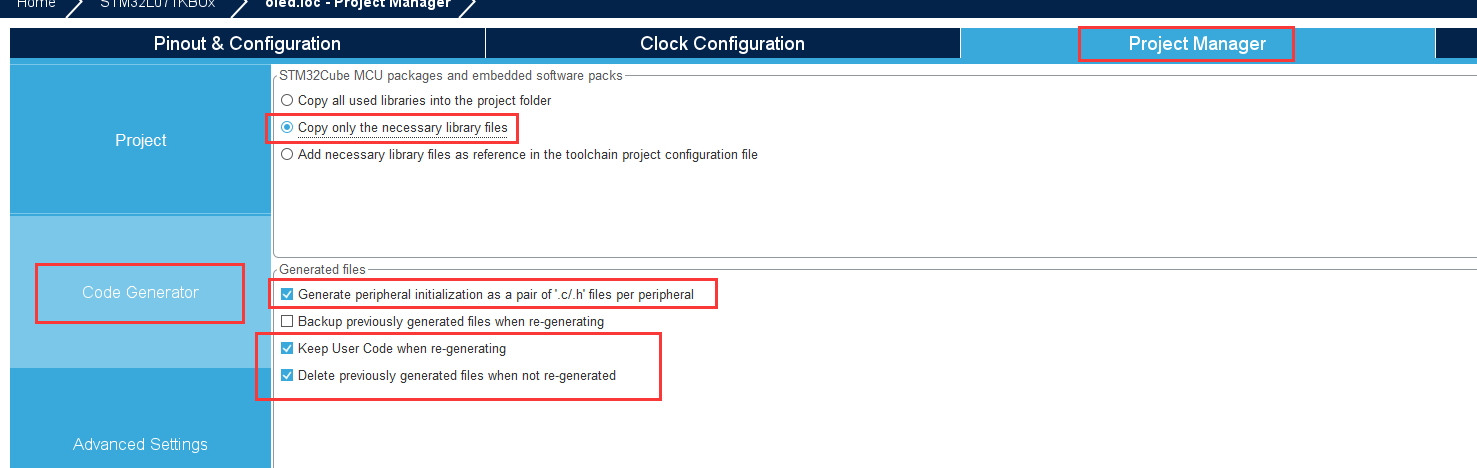 Home
STM32L071KBUx
oled.ioc - Project Manager
Pinout & Configuration
Clock Configuration
Project Manager
STM32Cube MCU packages and embedded software packs
Copy all used libraries into the project folder
Copy only the necessary library files
Add necessary library files as reference in the toolchain project configuration file
Project
Generated files
Generate peripheral initialization as a pair of '.c/.h' files per peripheral
Backup previously generated files when re-generating
Keep User Code when re-generating
Delete previously generated files when not re-generated
Code Generator
Advanced Settings